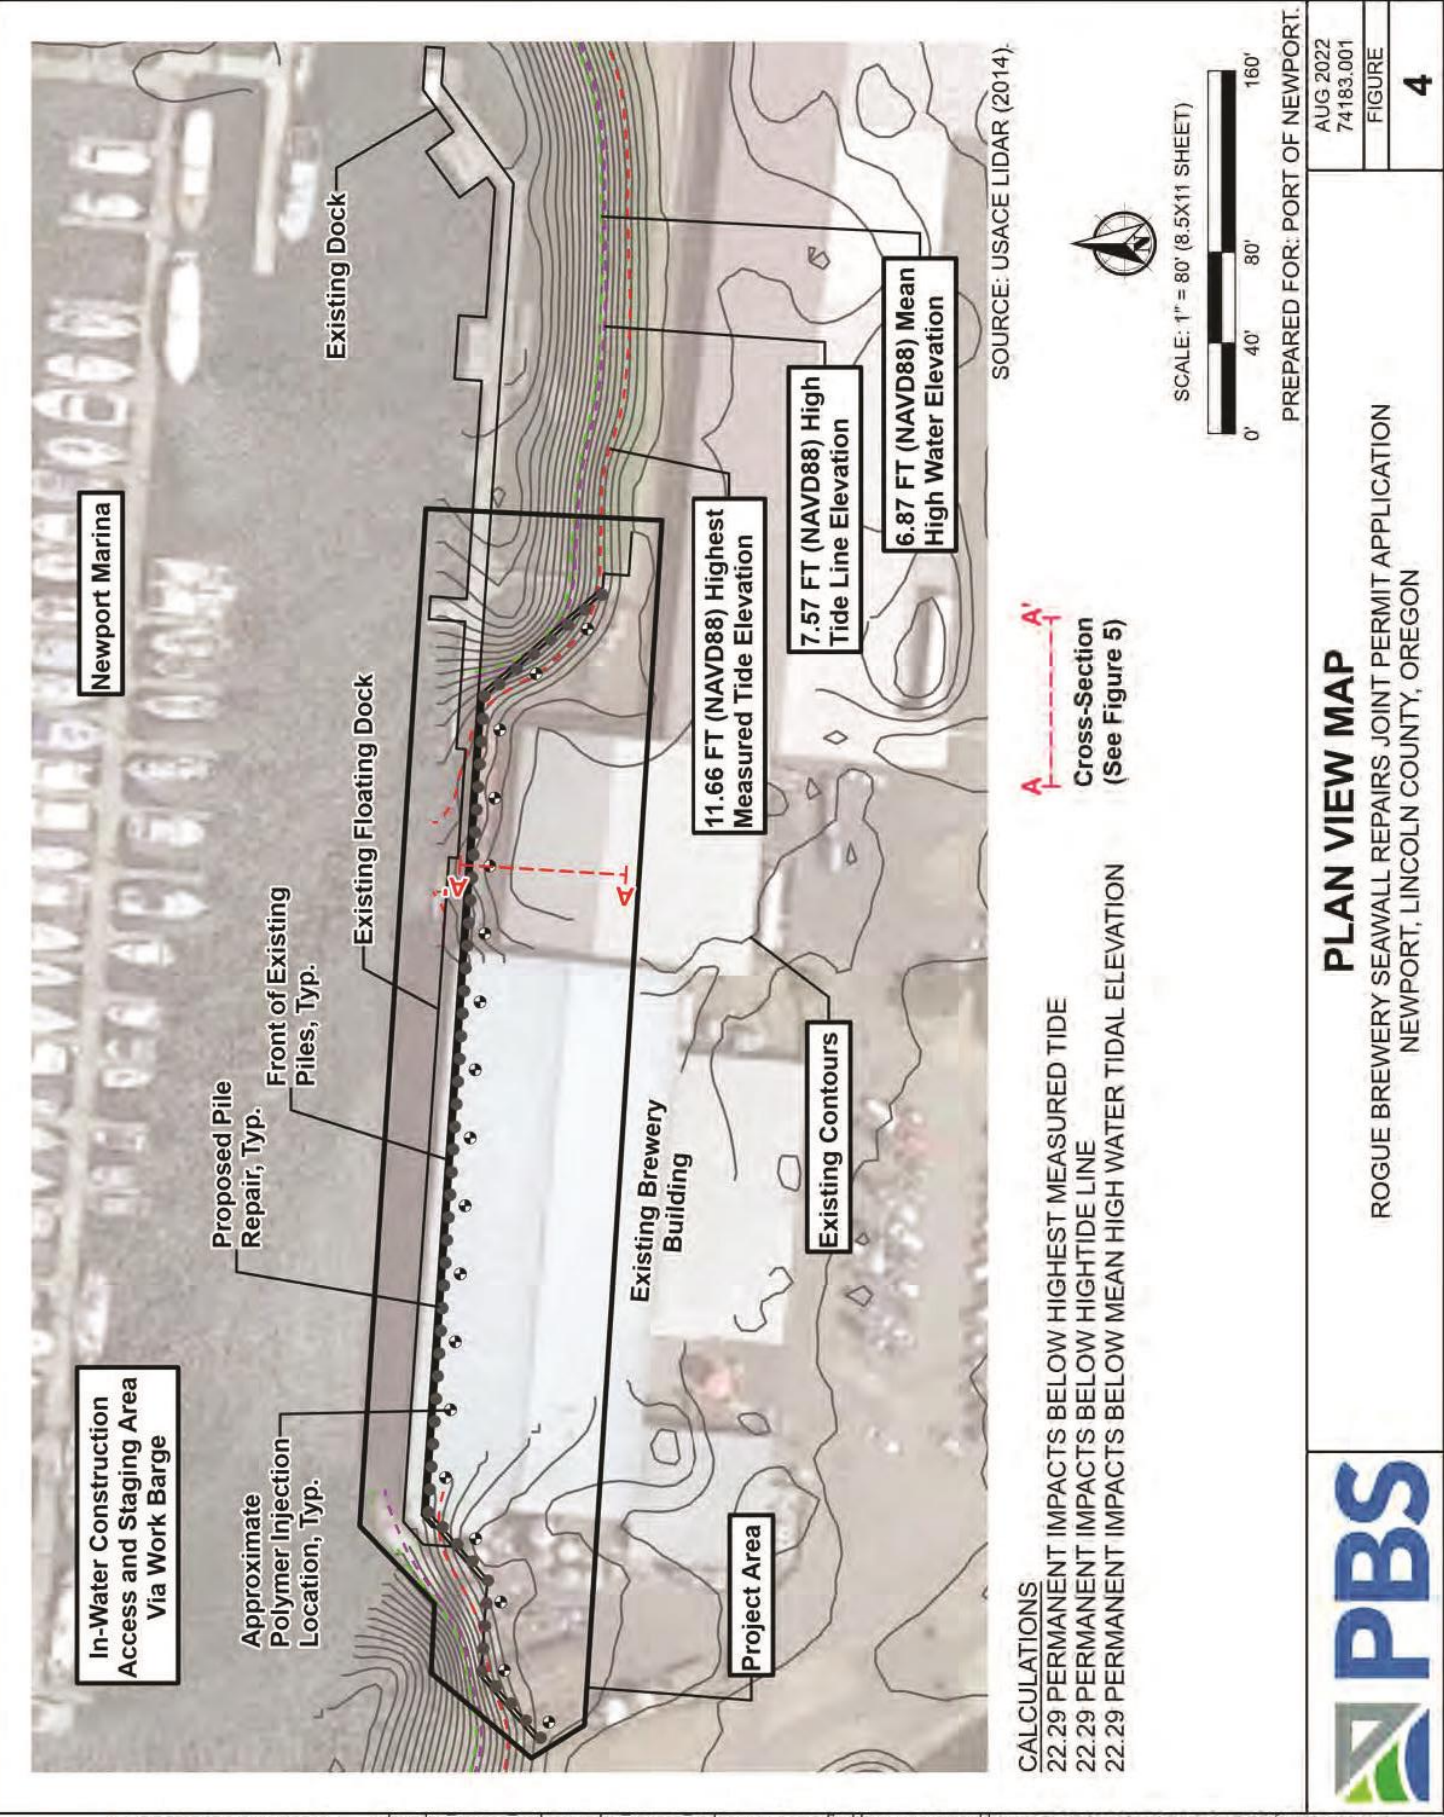 In-Water Construction
Access and Staging Area
Via Work Barge
Newport Marina
Approximate
Polymer Injection
Location, Typ.
Proposed Pile
Repair, Typ.
Front of Existing
Piles, Typ.
Existing Floating Dock
Existing Dock
A'
A
Existing Brewery
Building
Project Area
Existing Contours
11.66 FT (NAVD88) Highest
Measured Tide Elevation
7.57 FT (NAVD88) High
Tide Line Elevation
6.87 FT (NAVD88) Mean
High Water Elevation
SOURCE: USACE LIDAR (2014).
CALCULATIONS
22.29 PERMANENT IMPACTS BELOW HIGHEST MEASURED TIDE
22.29 PERMANENT IMPACTS BELOW HIGHTIDE LINE
22.29 PERMANENT IMPACTS BELOW MEAN HIGH WATER TIDAL ELEVATION
A A'
Cross-Section
(See Figure 5)
N
SCALE: 1" = 80' (8.5X11 SHEET)
0' 40' 80' 160'
PREPARED FOR: PORT OF NEWPORT.
PBS
PLAN VIEW MAP
ROGUE BREWERY SEAWALL REPAIRS JOINT PERMIT APPLICATION
NEWPORT, LINCOLN COUNTY, OREGON
AUG 2022
74183.001
FIGURE
4